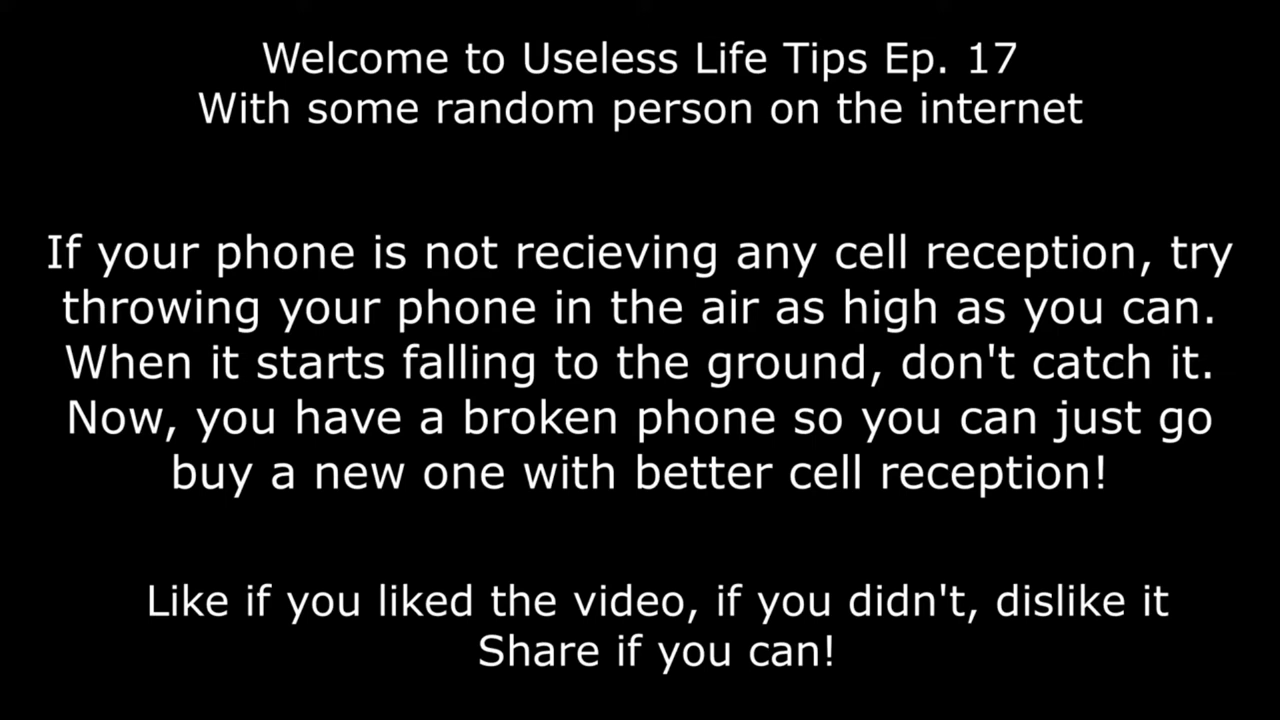 Welcome to Useless Life Tips Ep. 17
With some random person on the internet
If your phone is not recieving any cell reception, try
throwing your phone in the air as high as you can.
When it starts falling to the ground, don't catch it.
Now, you have a broken phone so you can just go
buy a new one with better cell reception!
Like if you liked the video, if you didn't, dislike it
Share if you can!